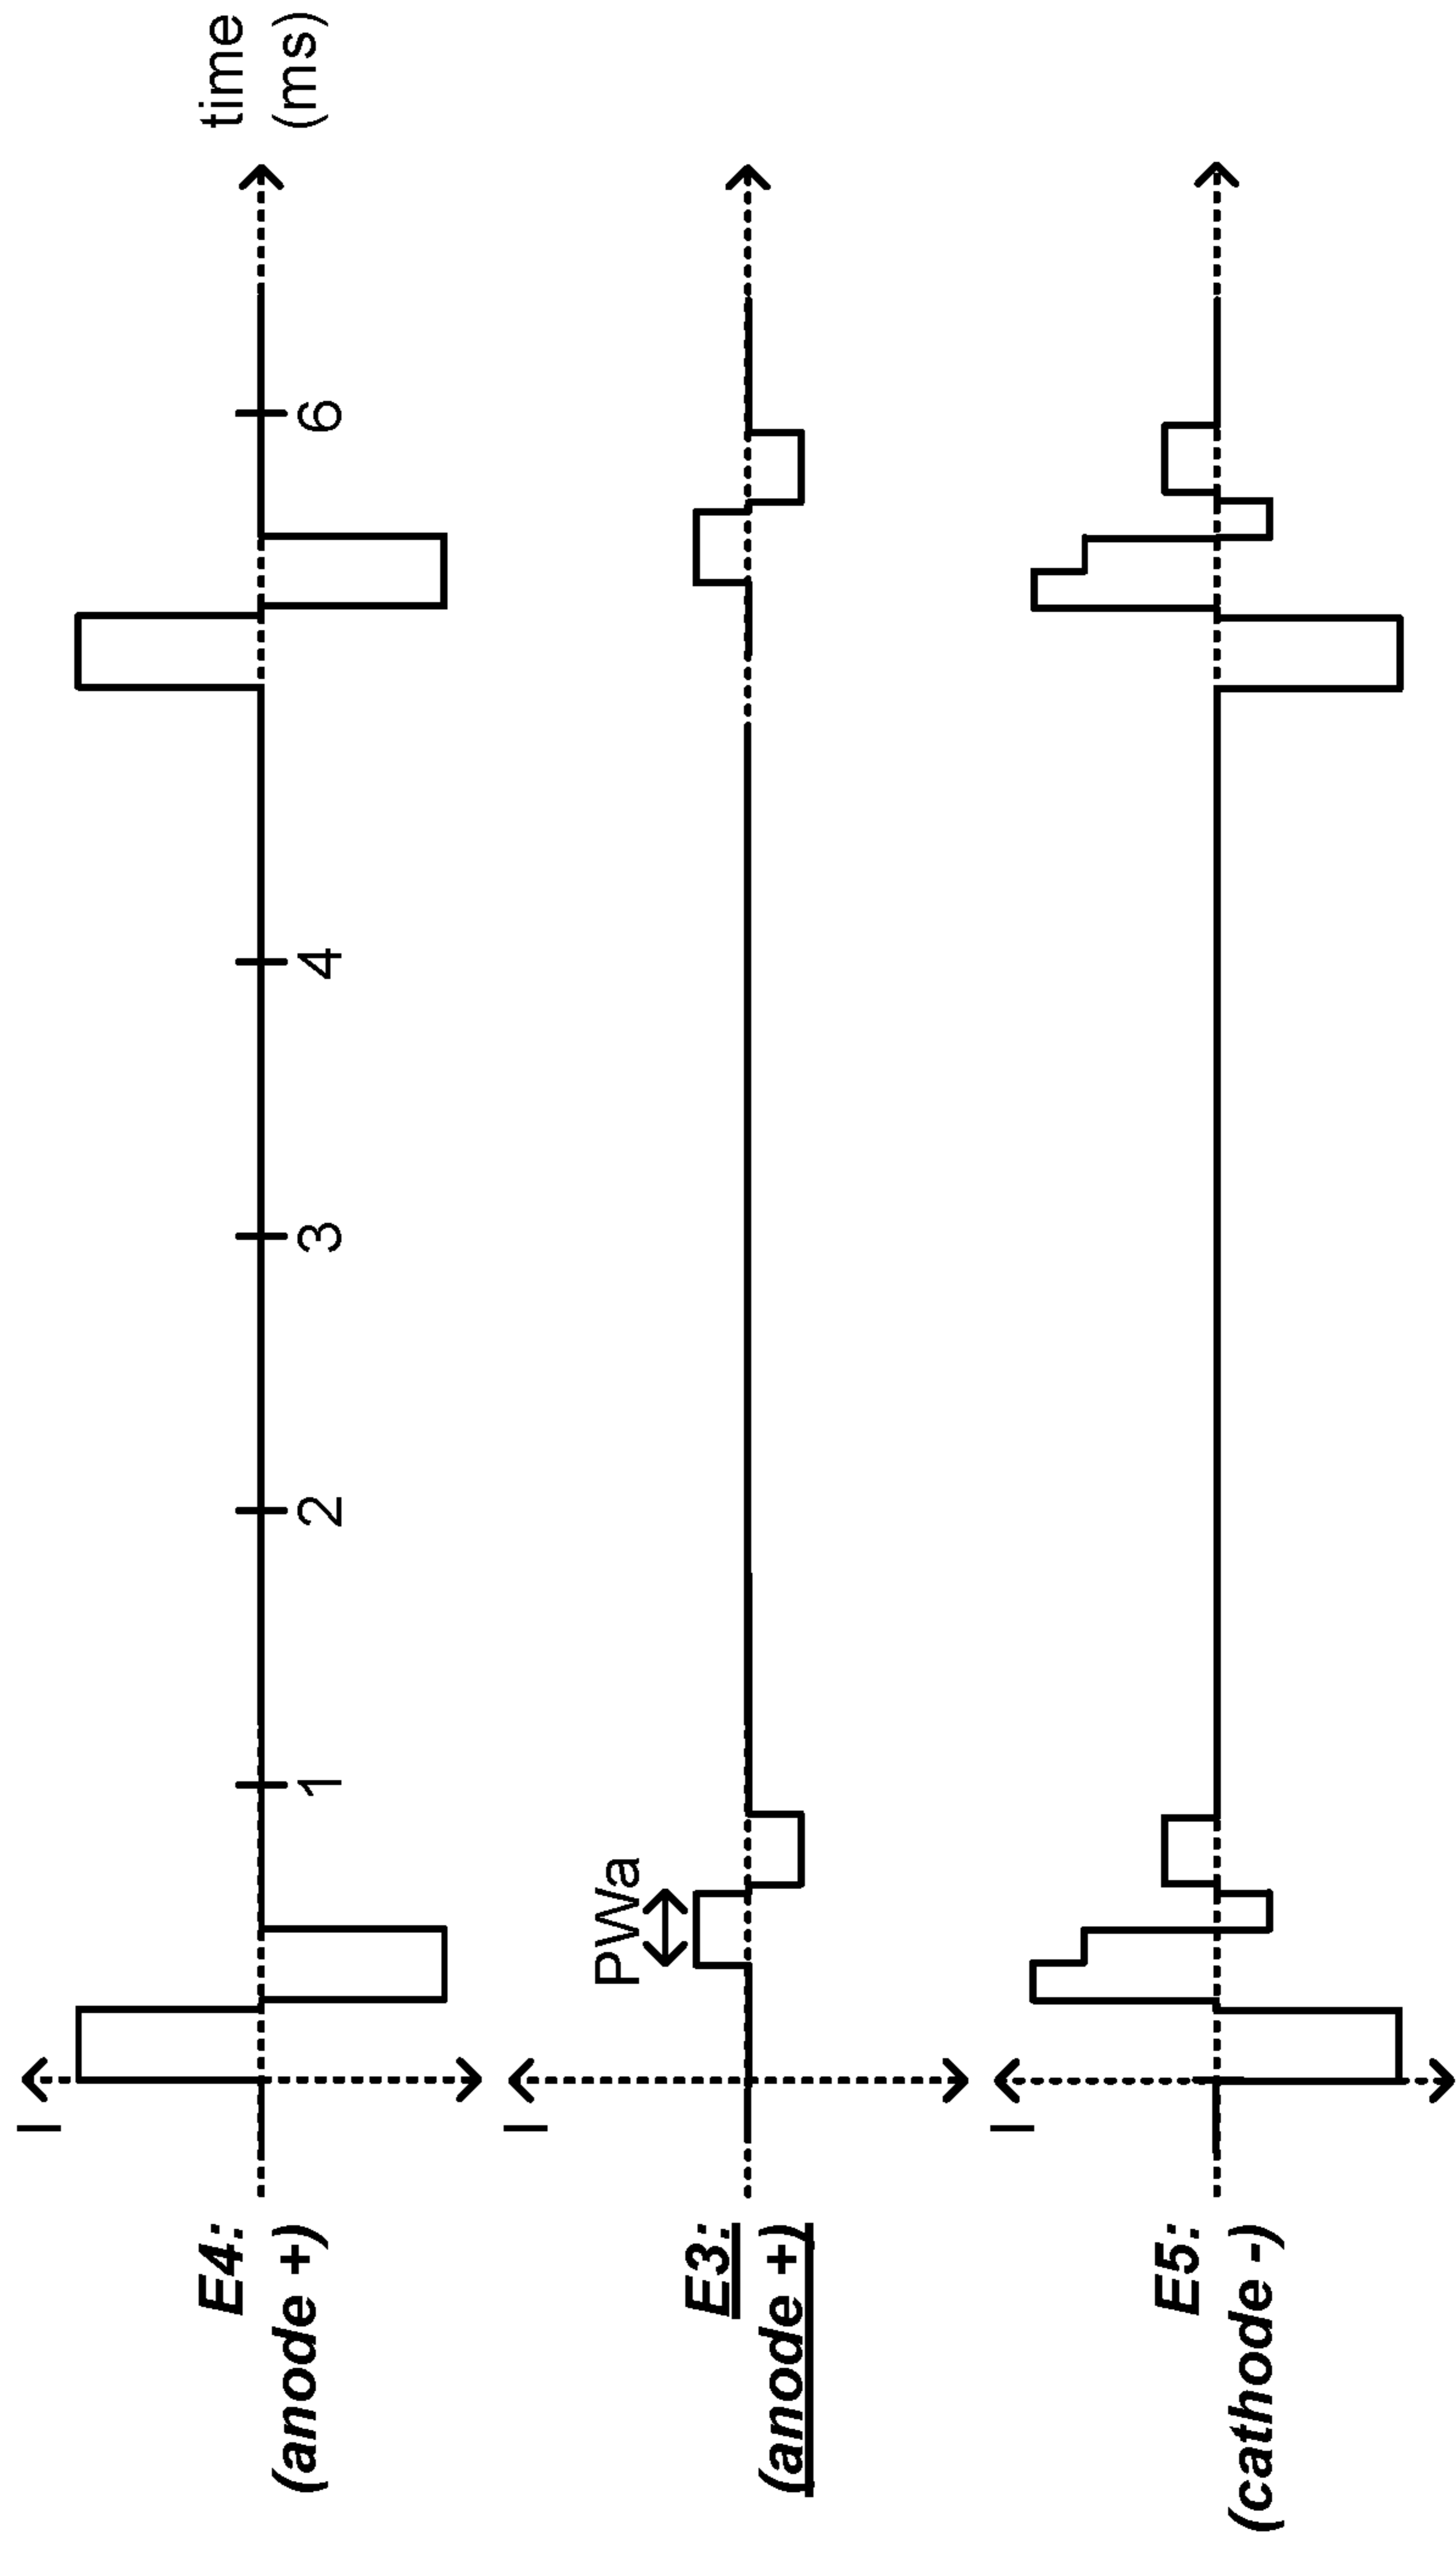 I
E4:
(anode +)
1
2
3
4
6
time
(ms)
I
E3:
(anode +)
PWa
I
E5:
(cathode -)